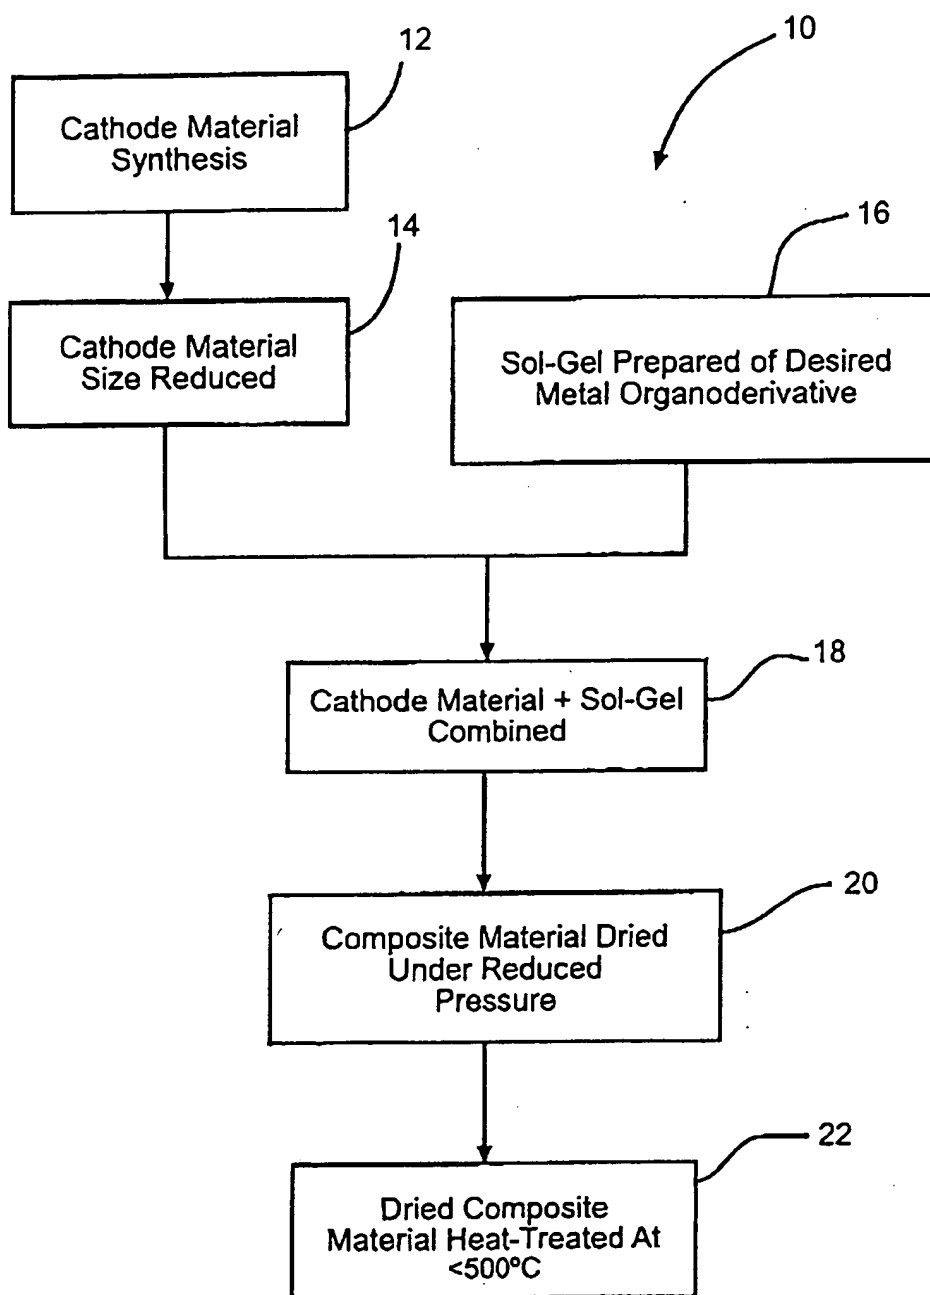 10
12
Cathode Material
Synthesis
14
Cathode Material
Size Reduced
16
Sol-Gel Prepared of Desired
Metal Organoderivative
18
Cathode Material + Sol-Gel
Combined
20
Composite Material Dried
Under Reduced
Pressure
22
Dried Composite
Material Heat-Treated At
<500ºC